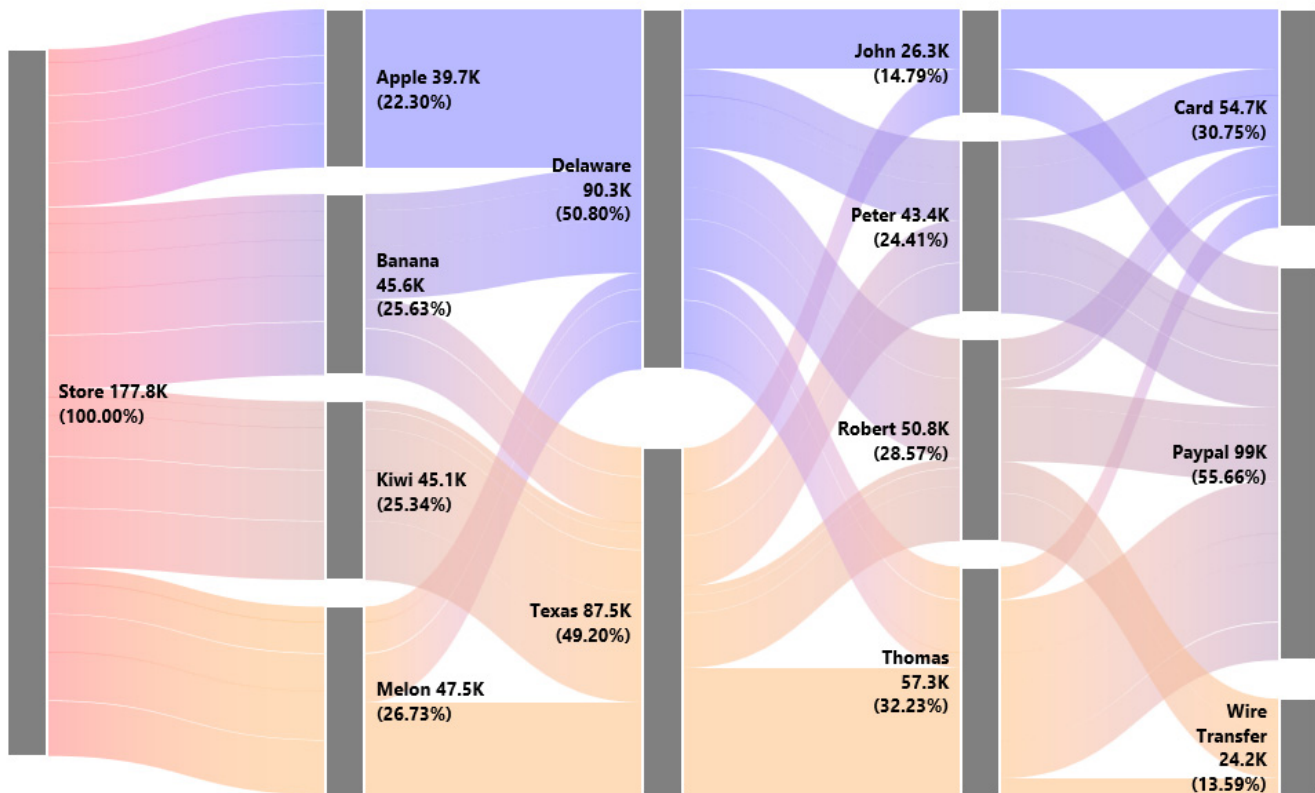 Store 177.8K
(100.00%)
Apple 39.7K
(22.30%)
Banana
45.6K
(25.63%)
Kiwi 45.1K
(25.34%)
Melon 47.5K
(26.73%)
Delaware
90.3K
(50.80%)
Texas 87.5K
(49.20%)
John 26.3K
(14.79%)
Peter 43.4K
(24.41%)
Robert 50.8K
(28.57%)
Thomas
57.3K
(32.23%)
Card 54.7K
(30.75%)
Paypal 99K
(55.66%)
Wire
Transfer
24.2K
(13.59%)